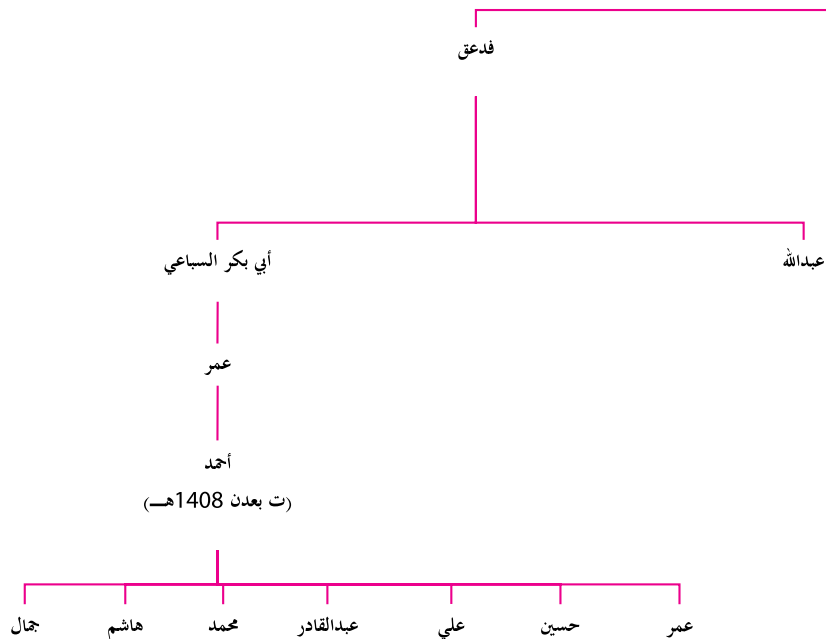 فدعق
عبدالله
أبي بكر السباعي
عمر
أحمد
(ت بعدن 1408هـ)
عمر
حسين
علي
عبدالقادر
محمد
هاشم
جمال